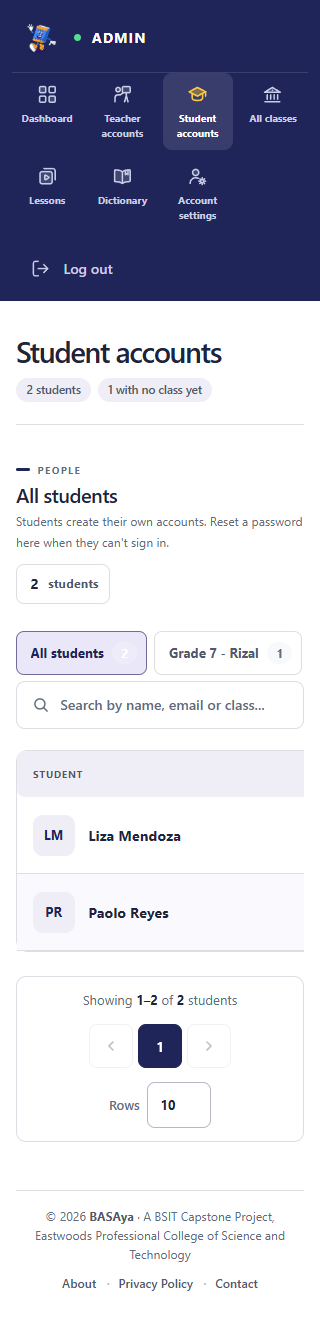 ADMIN
Dashboard
Teacher accounts
Student accounts
All classes
Lessons
Dictionary
Account settings
Log out
Student accounts
2 students
1 with no class yet
PEOPLE
All students
Students create their own accounts. Reset a password
here when they can't sign in.
2 students
All students 2
Grade 7 - Rizal 1
Search by name, email or class...
STUDENT
LM Liza Mendoza
PR Paolo Reyes
Showing 1–2 of 2 students
1
Rows 10
© 2026 BASAya · A BSIT Capstone Project,
Eastwoods Professional College of Science and
Technology
About · Privacy Policy · Contact